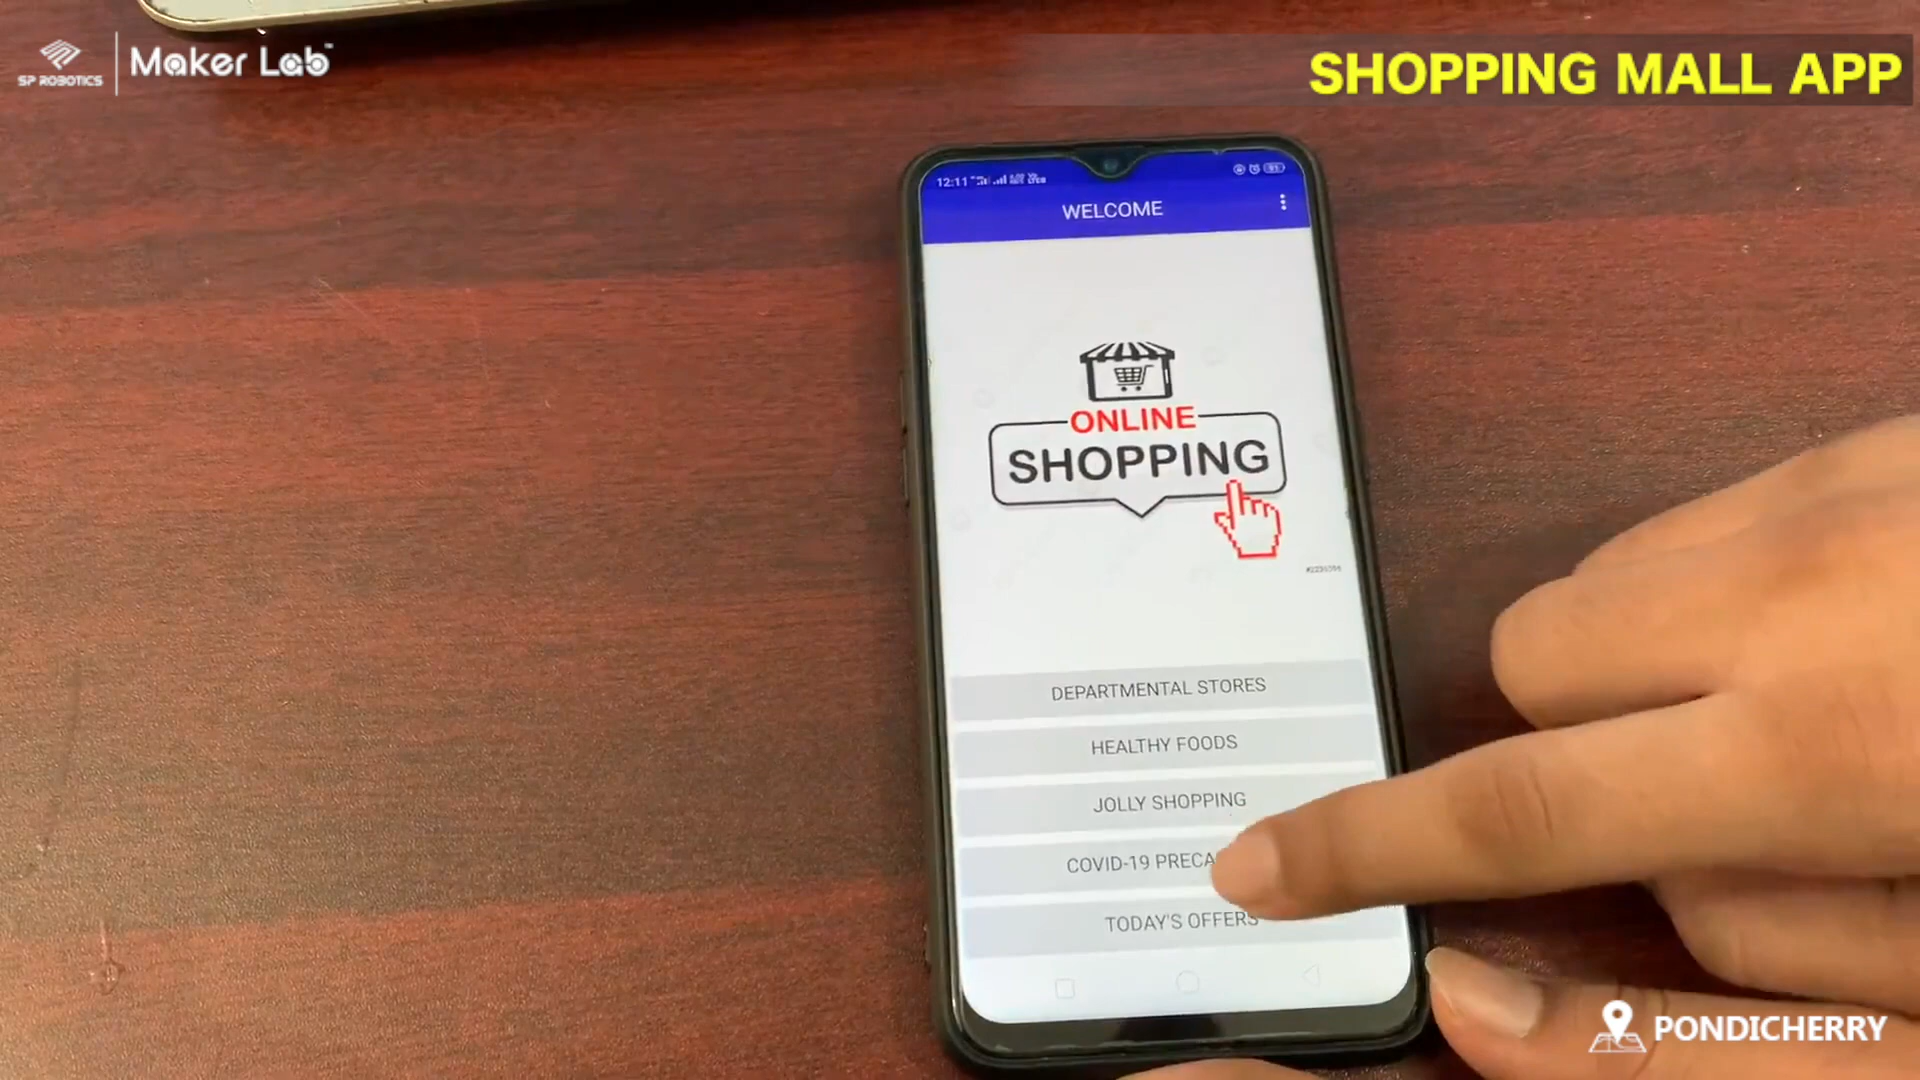 SP ROBOTICS
Maker Lab
SHOPPING MALL APP
12:11
WELCOME
ONLINE
SHOPPING
DEPARTMENTAL STORES
HEALTHY FOODS
JOLLY SHOPPING
COVID-19
TODAY'S OFFERS
PONDICHERRY